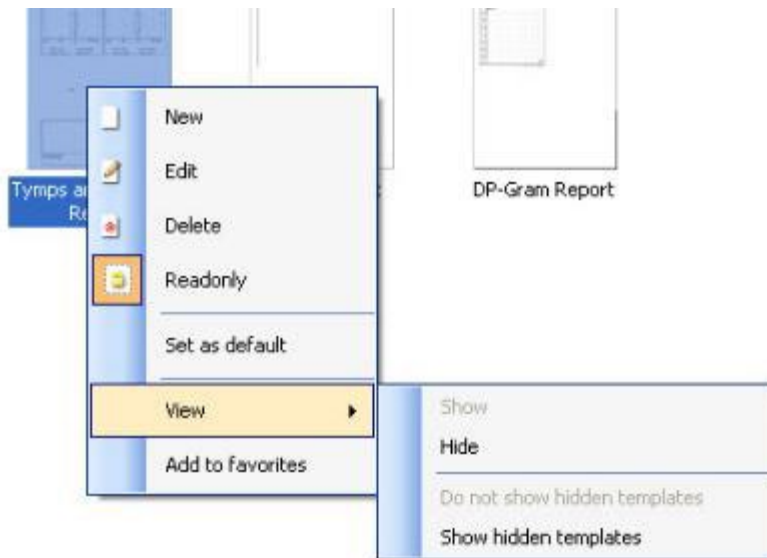 Tymps
DP-Gram Report
New
Edit
Delete
Readonly
Set as default
View
Add to favorites
Show
Hide
Do not show hidden templates
Show hidden templates